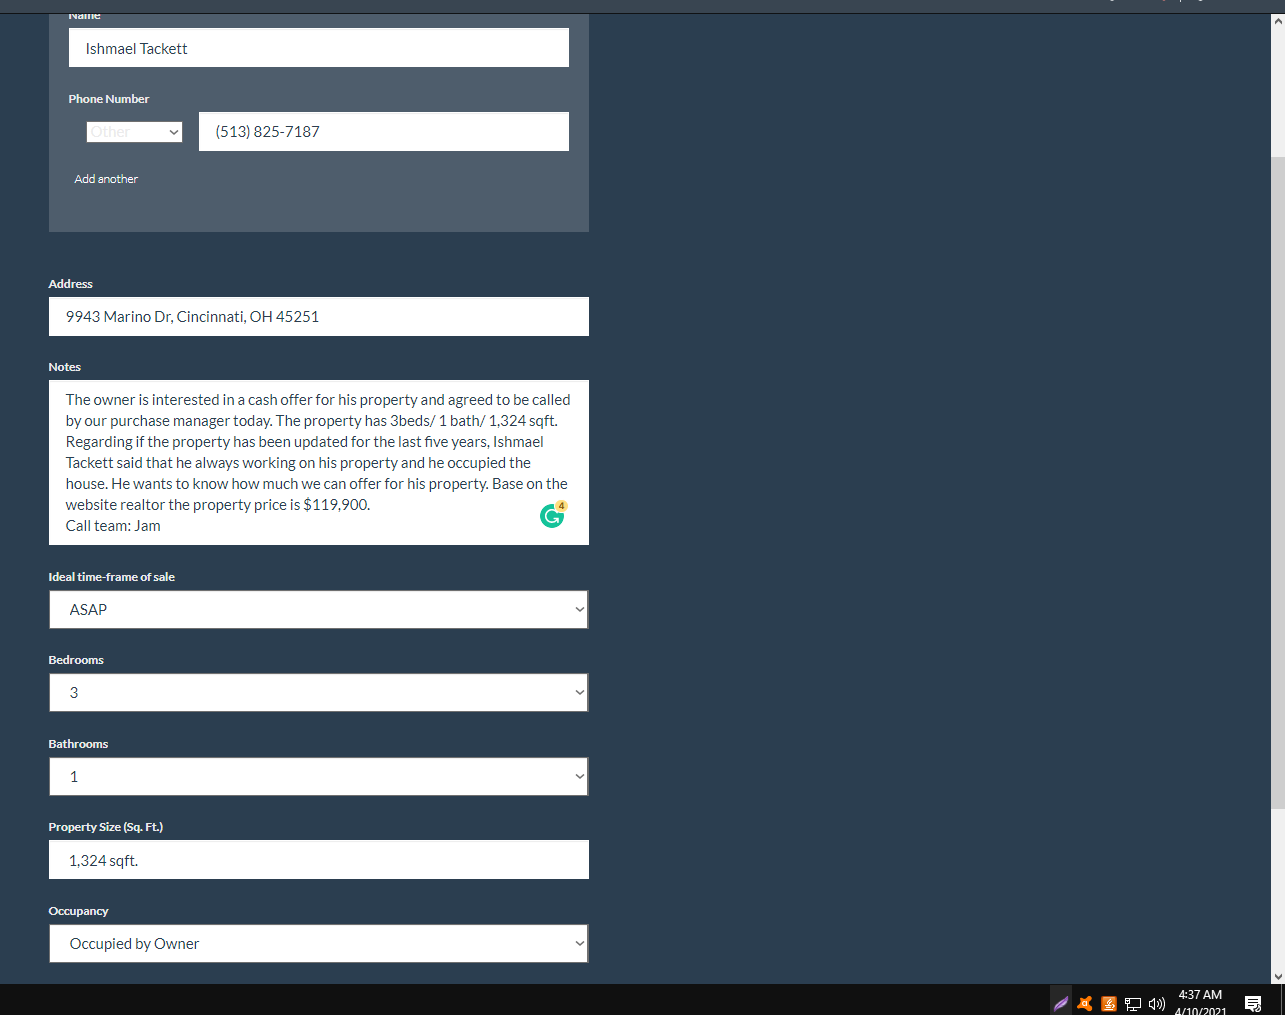 Name
Ishmael Tackett
Phone Number
Other
(513) 825-7187
Add another
Address
9943 Marino Dr, Cincinnati, OH 45251
Notes
The owner is interested in a cash offer for his property and agreed to be called
by our purchase manager today. The property has 3beds/ 1 bath/ 1,324 sqft.
Regarding if the property has been updated for the last five years, Ishmael
Tackett said that he always working on his property and he occupied the
house. He wants to know how much we can offer for his property. Base on the
website realtor the property price is $119,900.
4
Call team: Jam
Ideal time-frame of sale
ASAP
Bedrooms
3
Bathrooms
1
Property Size (Sq. Ft.)
1,324 sqft.
Occupancy
Occupied by Owner
4:37 AM
4/10/2021